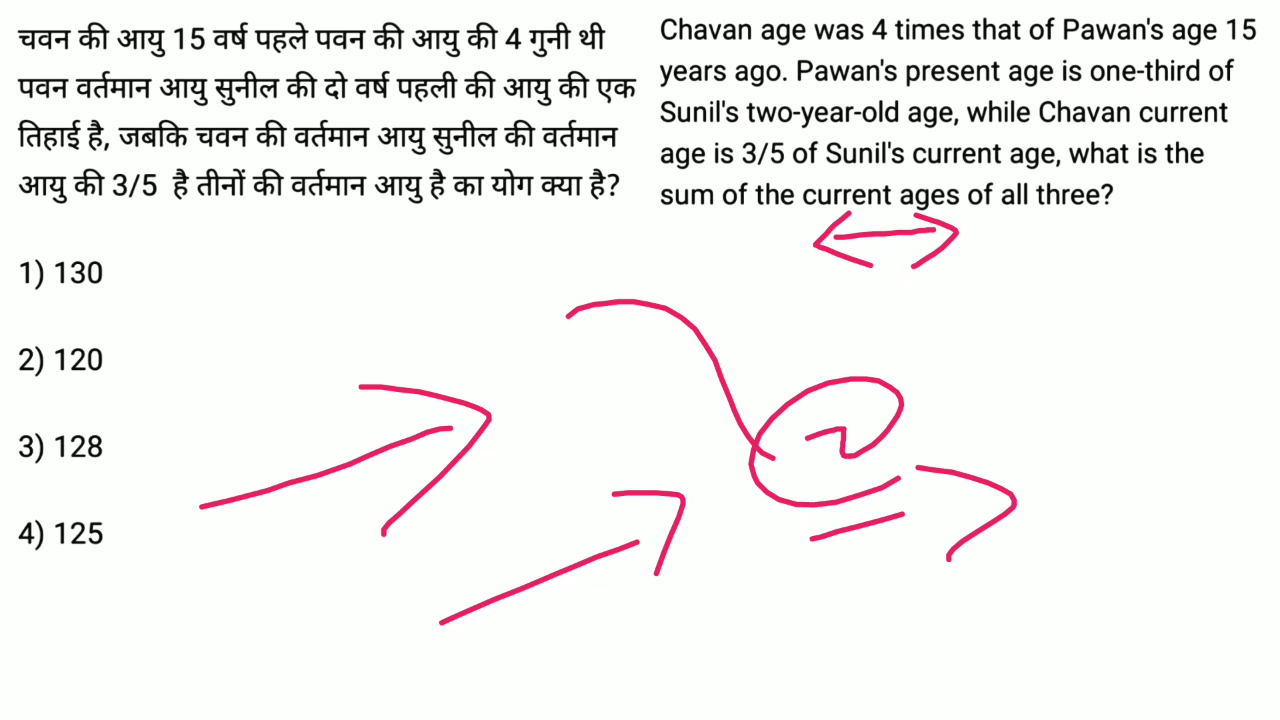 चवन की आयु 15 वर्ष पहले पवन की आयु की 4 गुनी थी
पवन वर्तमान आयु सुनील की दो वर्ष पहली की आयु की एक
तिहाई है, जबकि चवन की वर्तमान आयु सुनील की वर्तमान
आयु की 3/5 है तीनों की वर्तमान आयु है का योग क्या है?
Chavan age was 4 times that of Pawan's age 15
years ago. Pawan's present age is one-third of
Sunil's two-year-old age, while Chavan current
age is 3/5 of Sunil's current age, what is the
sum of the current ages of all three?
1) 130
2) 120
3) 128
4) 125